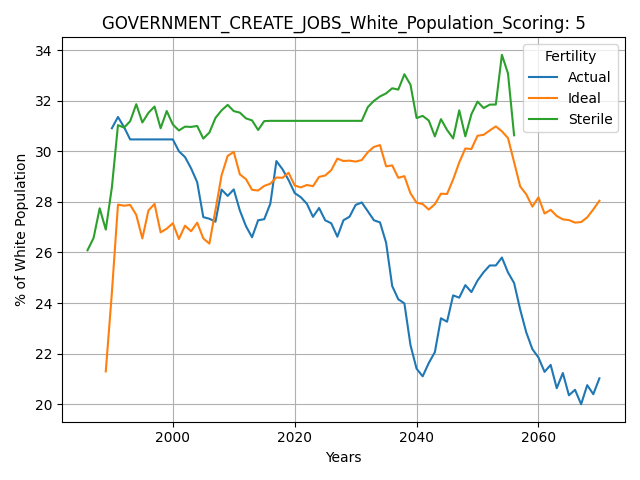 GOVERNMENT_CREATE_JOBS_White_Population_Scoring: 5
Fertility
Actual
Ideal
Sterile
% of White Population
34
32
30
28
26
24
22
20
2000
2020
2040
2060
Years